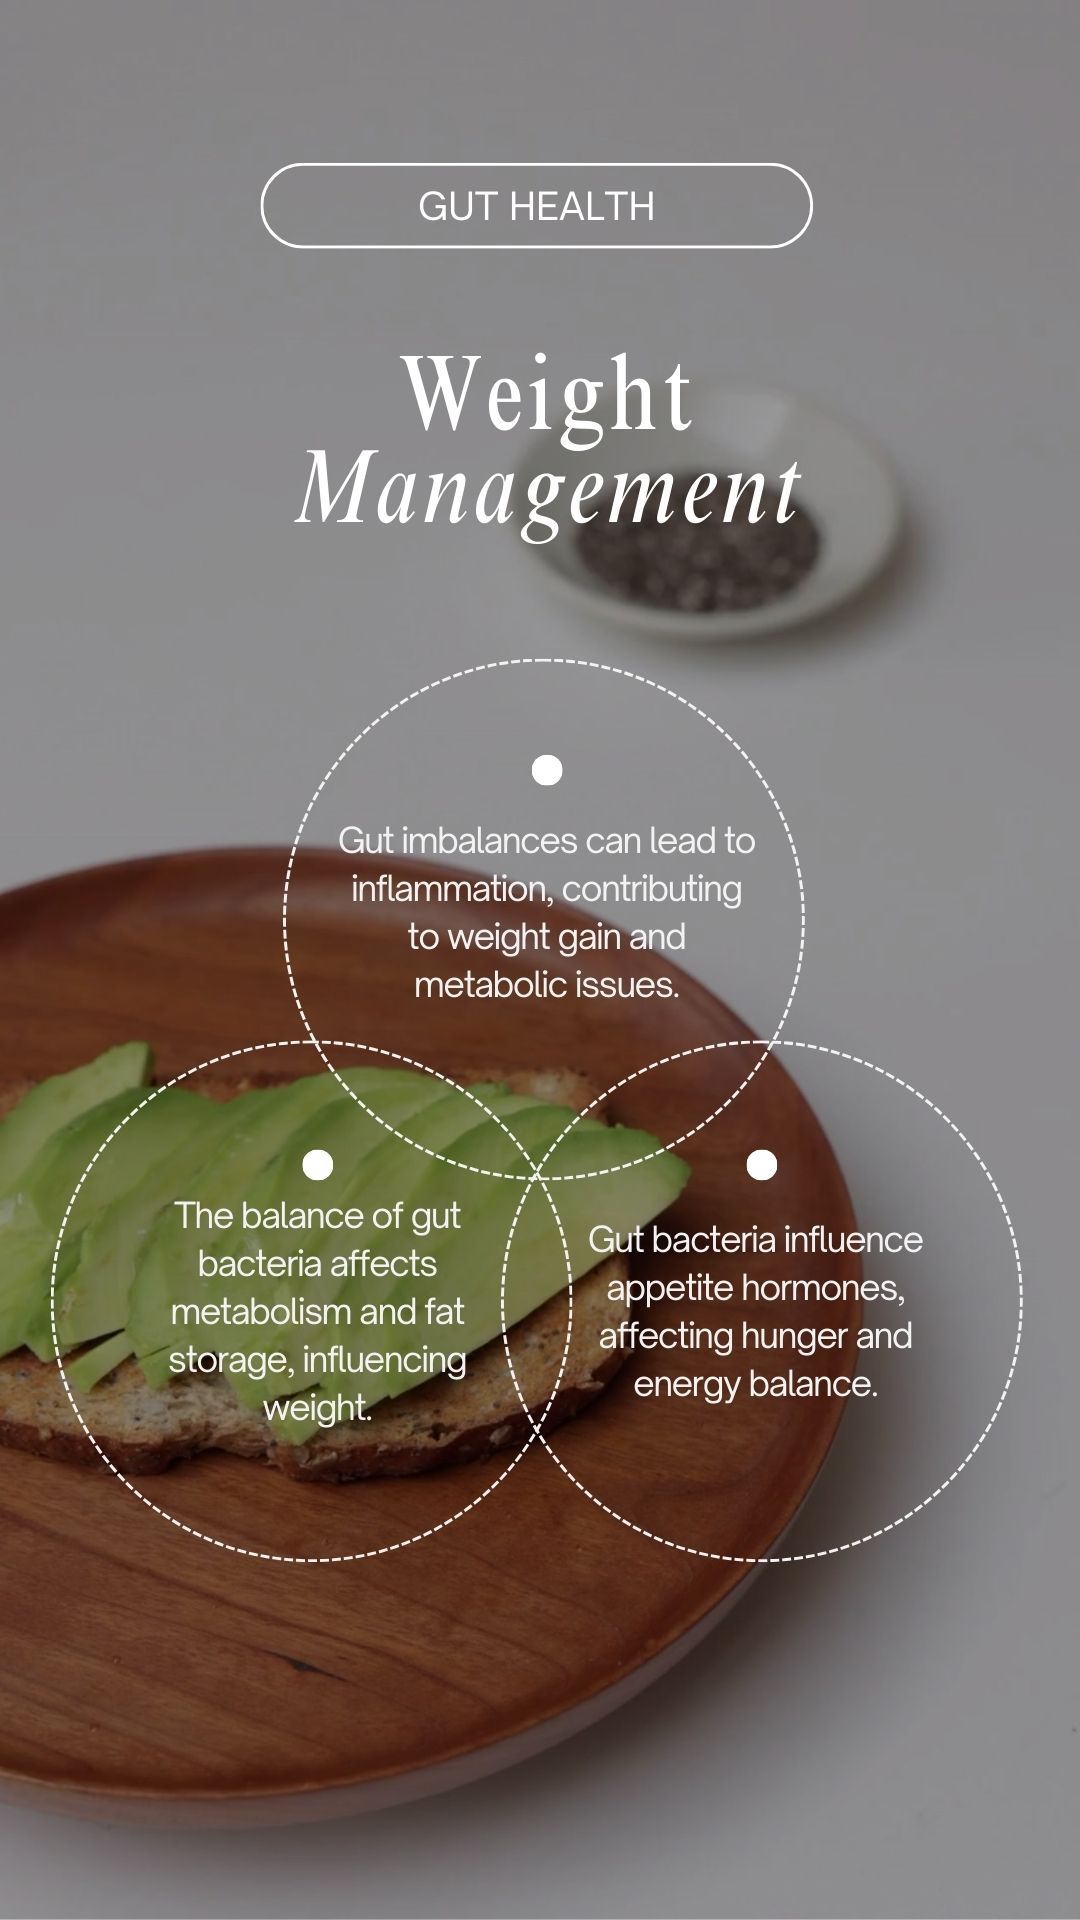 GUT HEALTH
Weight
Management
Gut imbalances can lead to
inflammation, contributing
to weight gain and
metabolic issues.
The balance of gut
bacteria affects
metabolism and fat
storage, influencing
weight.
Gut bacteria influence
appetite hormones,
affecting hunger and
energy balance.